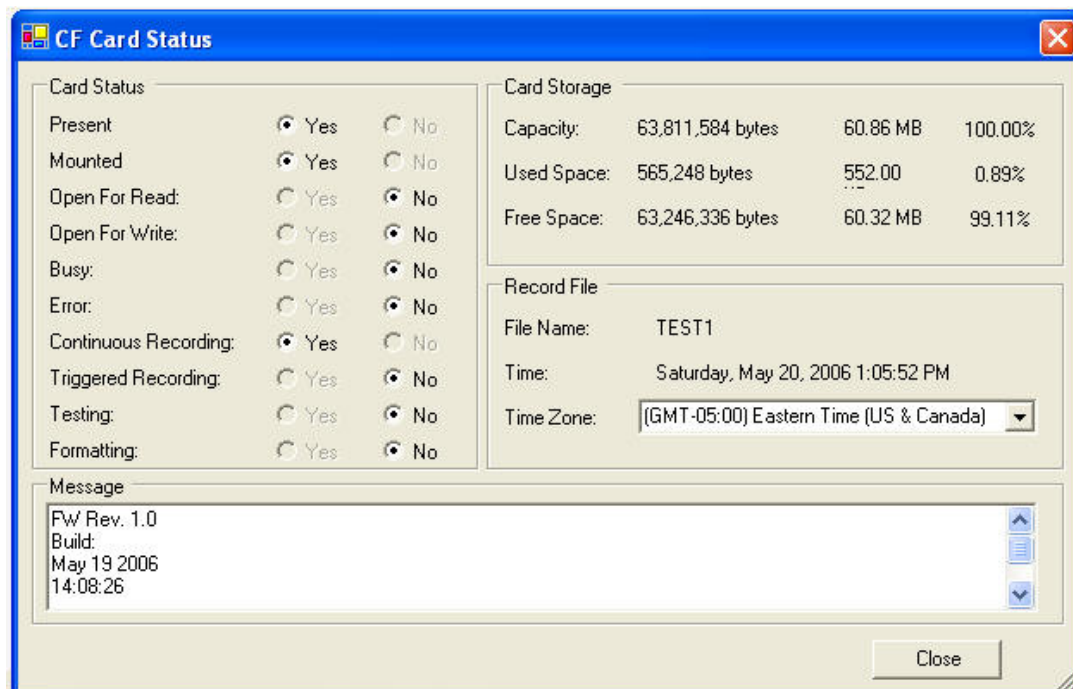 CF Card Status
Card Status
Present Yes No
Mounted Yes No
Open For Read: Yes No
Open For Write: Yes No
Busy: Yes No
Error: Yes No
Continuous Recording: Yes No
Triggered Recording: Yes No
Testing: Yes No
Formatting: Yes No
Card Storage
Capacity: 63,811,584 bytes 60.86 MB 100.00%
Used Space: 565,248 bytes 552.00 0.89%
Free Space: 63,246,336 bytes 60.32 MB 99.11%
Record File
File Name: TEST1
Time: Saturday, May 20, 2006 1:05:52 PM
Time Zone: (GMT-05:00) Eastern Time (US & Canada)
Message
FW Rev. 1.0
Build:
May 19 2006
14:08:26
Close